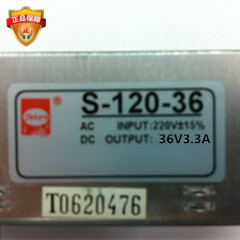 正品保障
S-120-36
AC INPUT:220V±15%
DC OUTPUT: 36V3.3A
T0620476